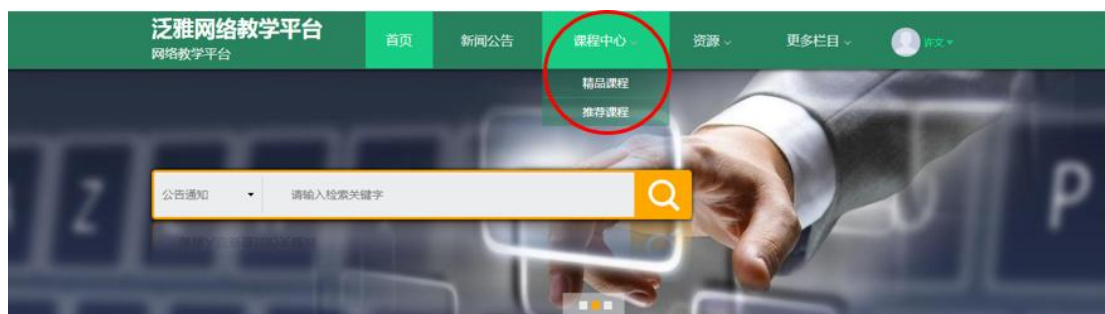 泛雅网络教学平台
网络教学平台
首页
新闻公告
课程中心
资源
更多栏目
许文
精品课程
推荐课程
公告通知
请输入检索关键字
Z
P